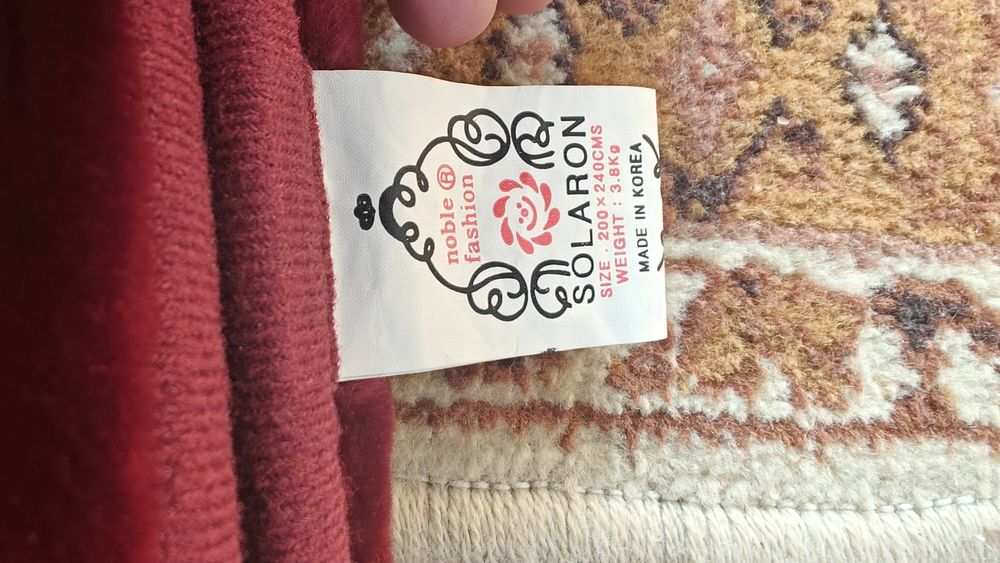 noble ®
fashion
SOLARON
SIZE . 200×240CMS
WEIGHT : 3.8Kg
MADE IN KOREA